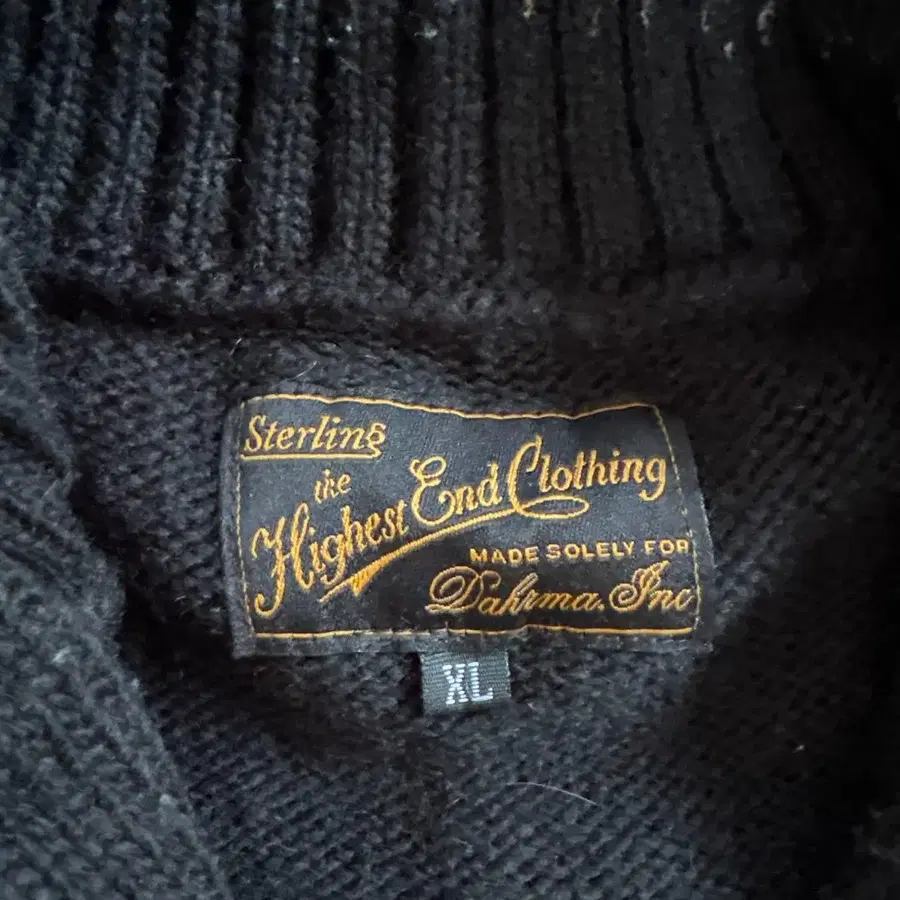 Sterling
the
Highest End Clothing
MADE SOLELY FOR
Dahrma. Inc
XL